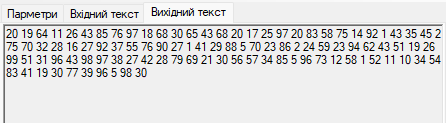 Парметри Вхідний текст Вихідний текст
20 19 64 11 26 43 85 76 97 18 68 30 65 43 68 20 17 25 97 20 83 58 75 14 92 1 43 35 45 2
75 70 32 28 16 27 92 37 55 76 90 27 1 41 29 88 5 70 23 86 2 24 59 23 94 62 43 51 19 26
99 51 31 96 43 98 97 38 27 42 28 79 69 21 30 56 57 34 85 5 96 73 12 58 1 52 11 10 34 54
83 41 19 30 77 39 96 5 98 30